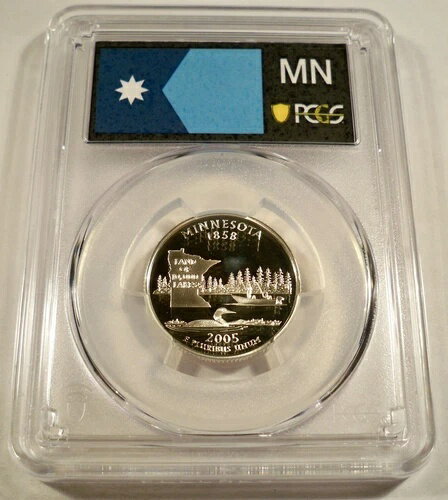 MN
PCGS
MINNESOTA
1858
LAND
OF
10,000
LAKES
2005
E PLURIBUS UNUM